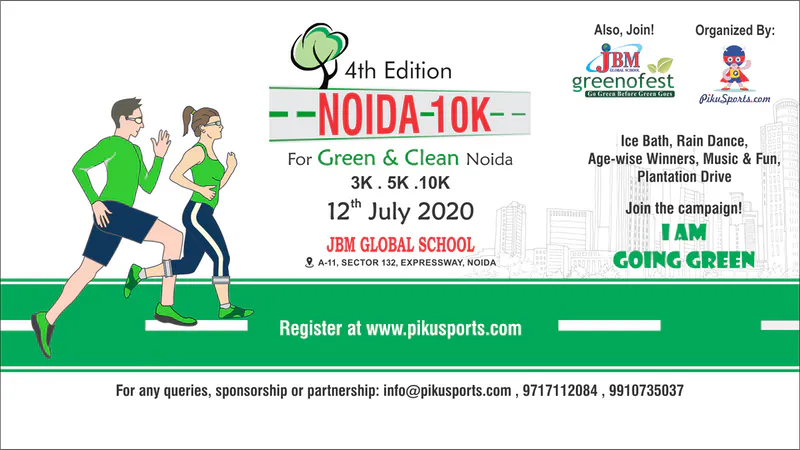 4th Edition
NOIDA 10K
For Green & Clean Noida
3K . 5K .10K
12th July 2020
JBM GLOBAL SCHOOL
A-11, SECTOR 132, EXPRESSWAY, NOIDA
Also, Join!
JBM
GLOBAL SCHOOL
greenofest
Go Green Before Green Goes
Organized By:
PikuSports.com
Ice Bath, Rain Dance,
Age-wise Winners, Music & Fun,
Plantation Drive
Join the campaign!
I AM
GOING GREEN
Register at www.pikusports.com
For any queries, sponsorship or partnership: info@pikusports.com , 9717112084 , 9910735037